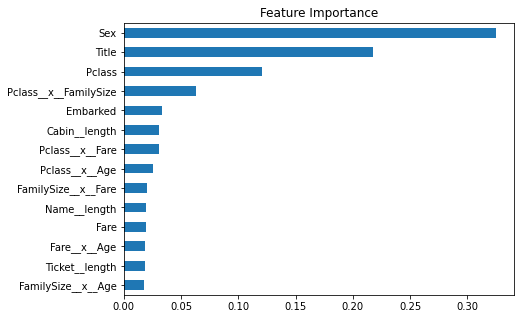 Feature Importance
Sex
Title
Pclass
Pclass__x__FamilySize
Embarked
Cabin__length
Pclass__x__Fare
Pclass__x__Age
FamilySize__x__Fare
Name__length
Fare
Fare__x__Age
Ticket__length
FamilySize__x__Age
0.00 0.05 0.10 0.15 0.20 0.25 0.30